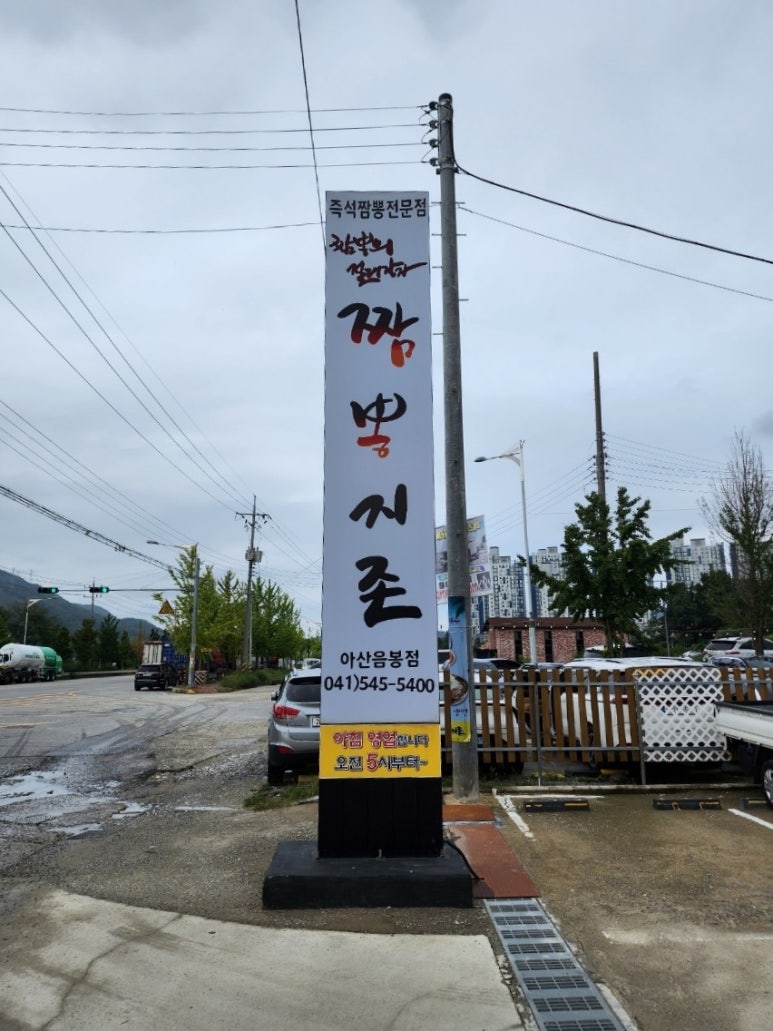 즉석짬뽕전문점
짬뽕의
절대강자
짬
뽕
지
존
아산음봉점
041)545-5400
아침 영업합니다
오전 5시부터~